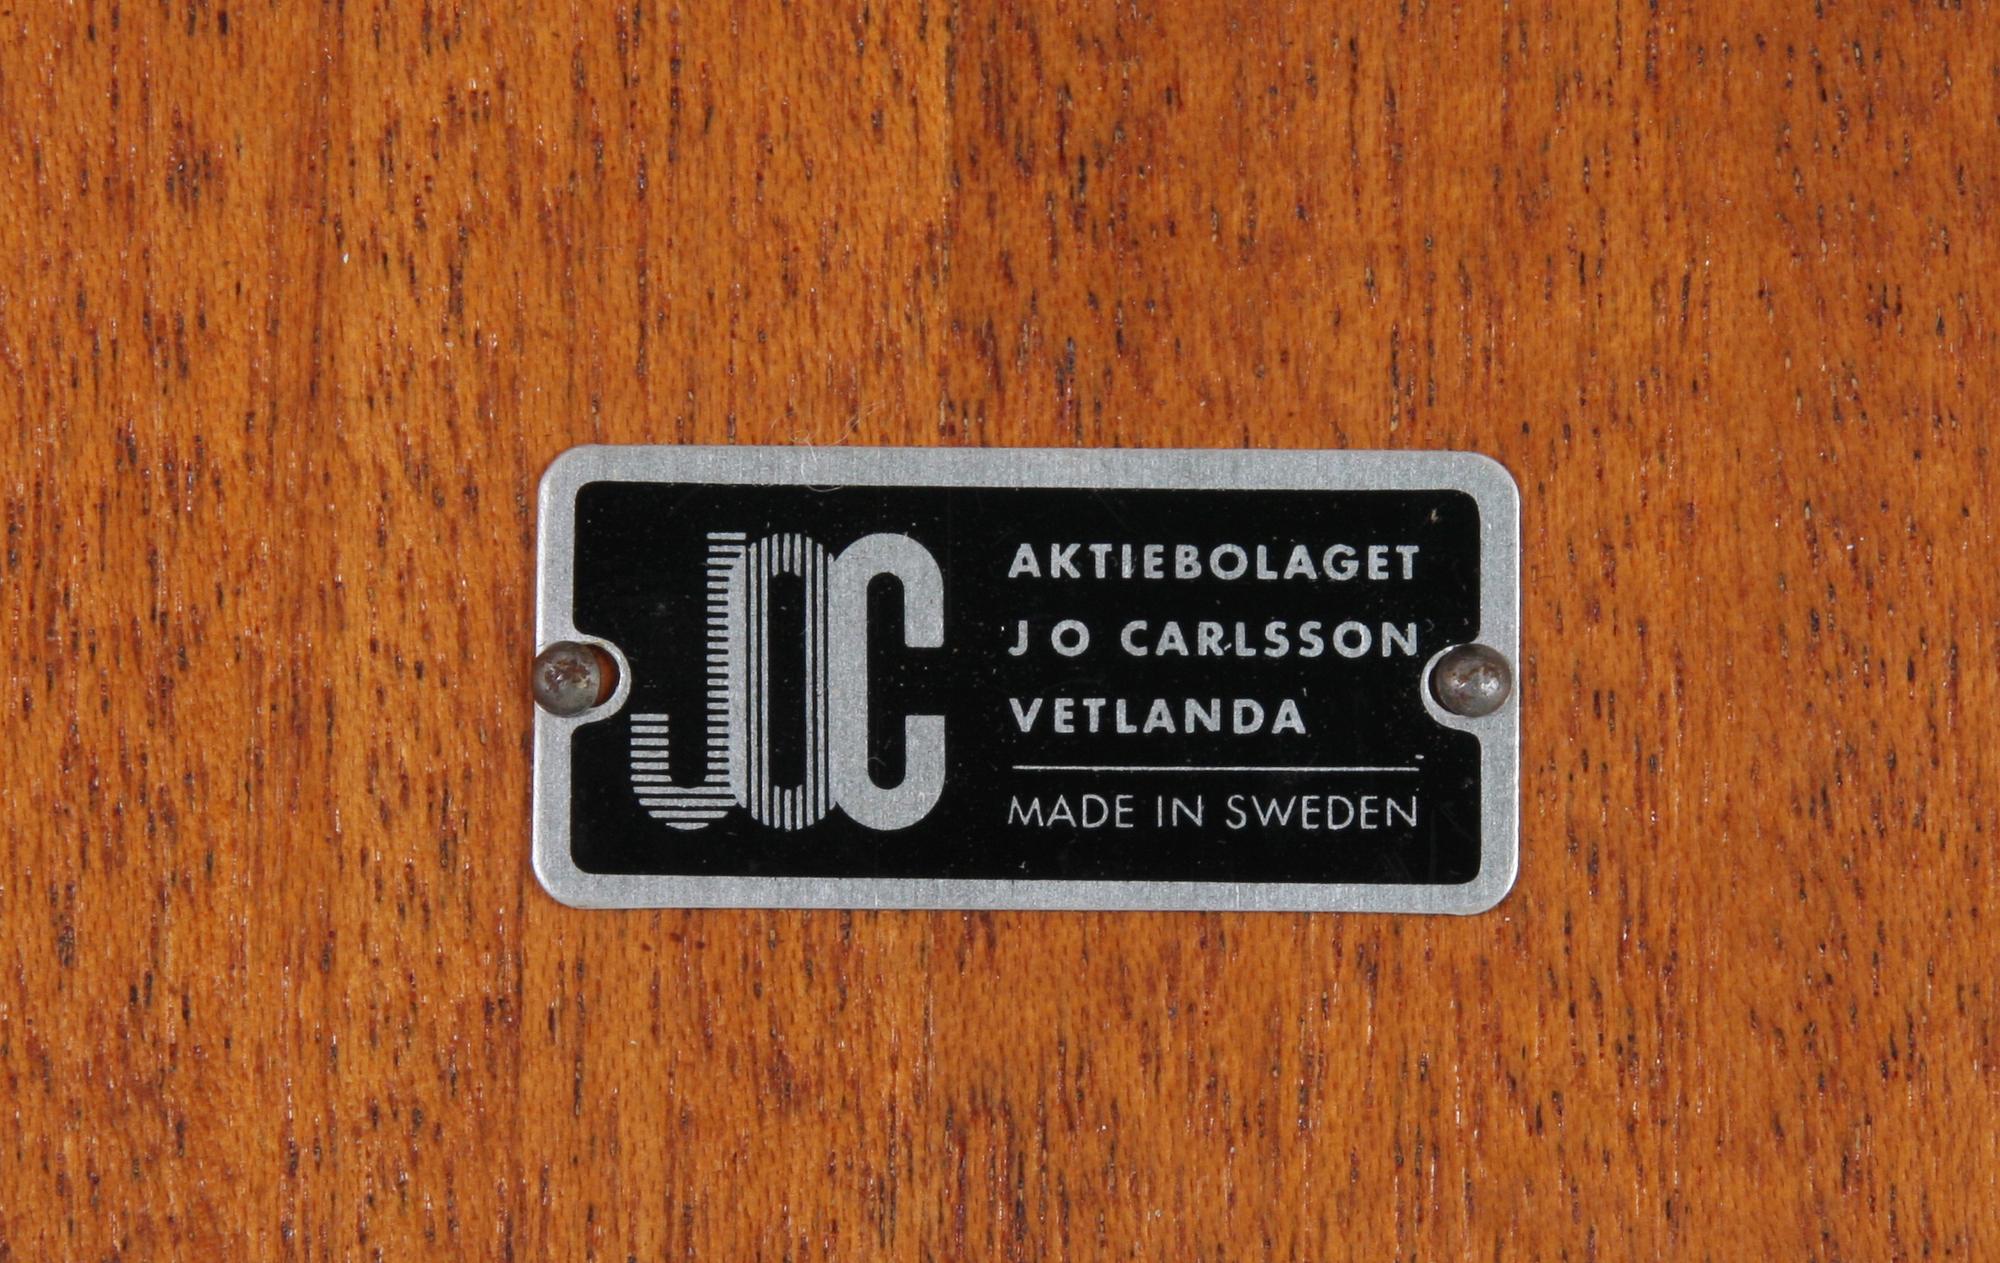 JOC
AKTIEBOLAGET
J O CARLSSON
VETLANDA
MADE IN SWEDEN